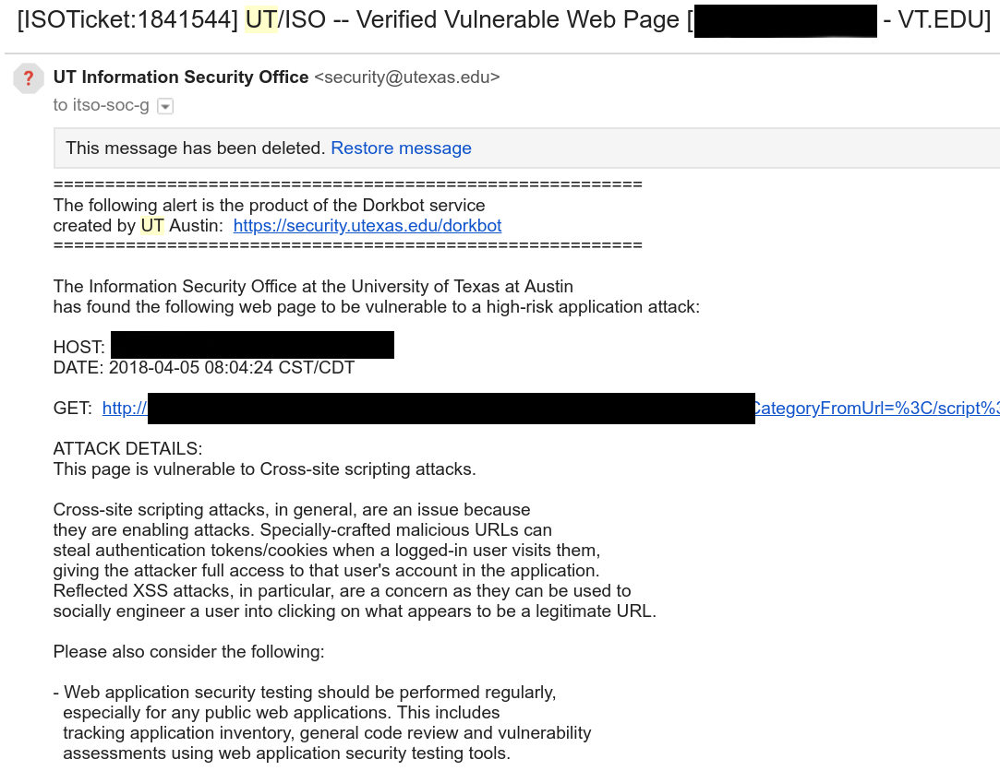 [ISOTicket:1841544] UT/ISO -- Verified Vulnerable Web Page [ - VT.EDU]
? UT Information Security Office <security@utexas.edu>
to itso-soc-g
This message has been deleted. Restore message
=======================================================
The following alert is the product of the Dorkbot service
created by UT Austin:  https://security.utexas.edu/dorkbot
=======================================================
The Information Security Office at the University of Texas at Austin
has found the following web page to be vulnerable to a high-risk application attack:
HOST:
DATE: 2018-04-05 08:04:24 CST/CDT
GET:  http:// CategoryFromUrl=%3C/script%3
ATTACK DETAILS:
This page is vulnerable to Cross-site scripting attacks.
Cross-site scripting attacks, in general, are an issue because
they are enabling attacks. Specially-crafted malicious URLs can
steal authentication tokens/cookies when a logged-in user visits them,
giving the attacker full access to that user's account in the application.
Reflected XSS attacks, in particular, are a concern as they can be used to
socially engineer a user into clicking on what appears to be a legitimate URL.
Please also consider the following:
- Web application security testing should be performed regularly,
especially for any public web applications. This includes
tracking application inventory, general code review and vulnerability
assessments using web application security testing tools.